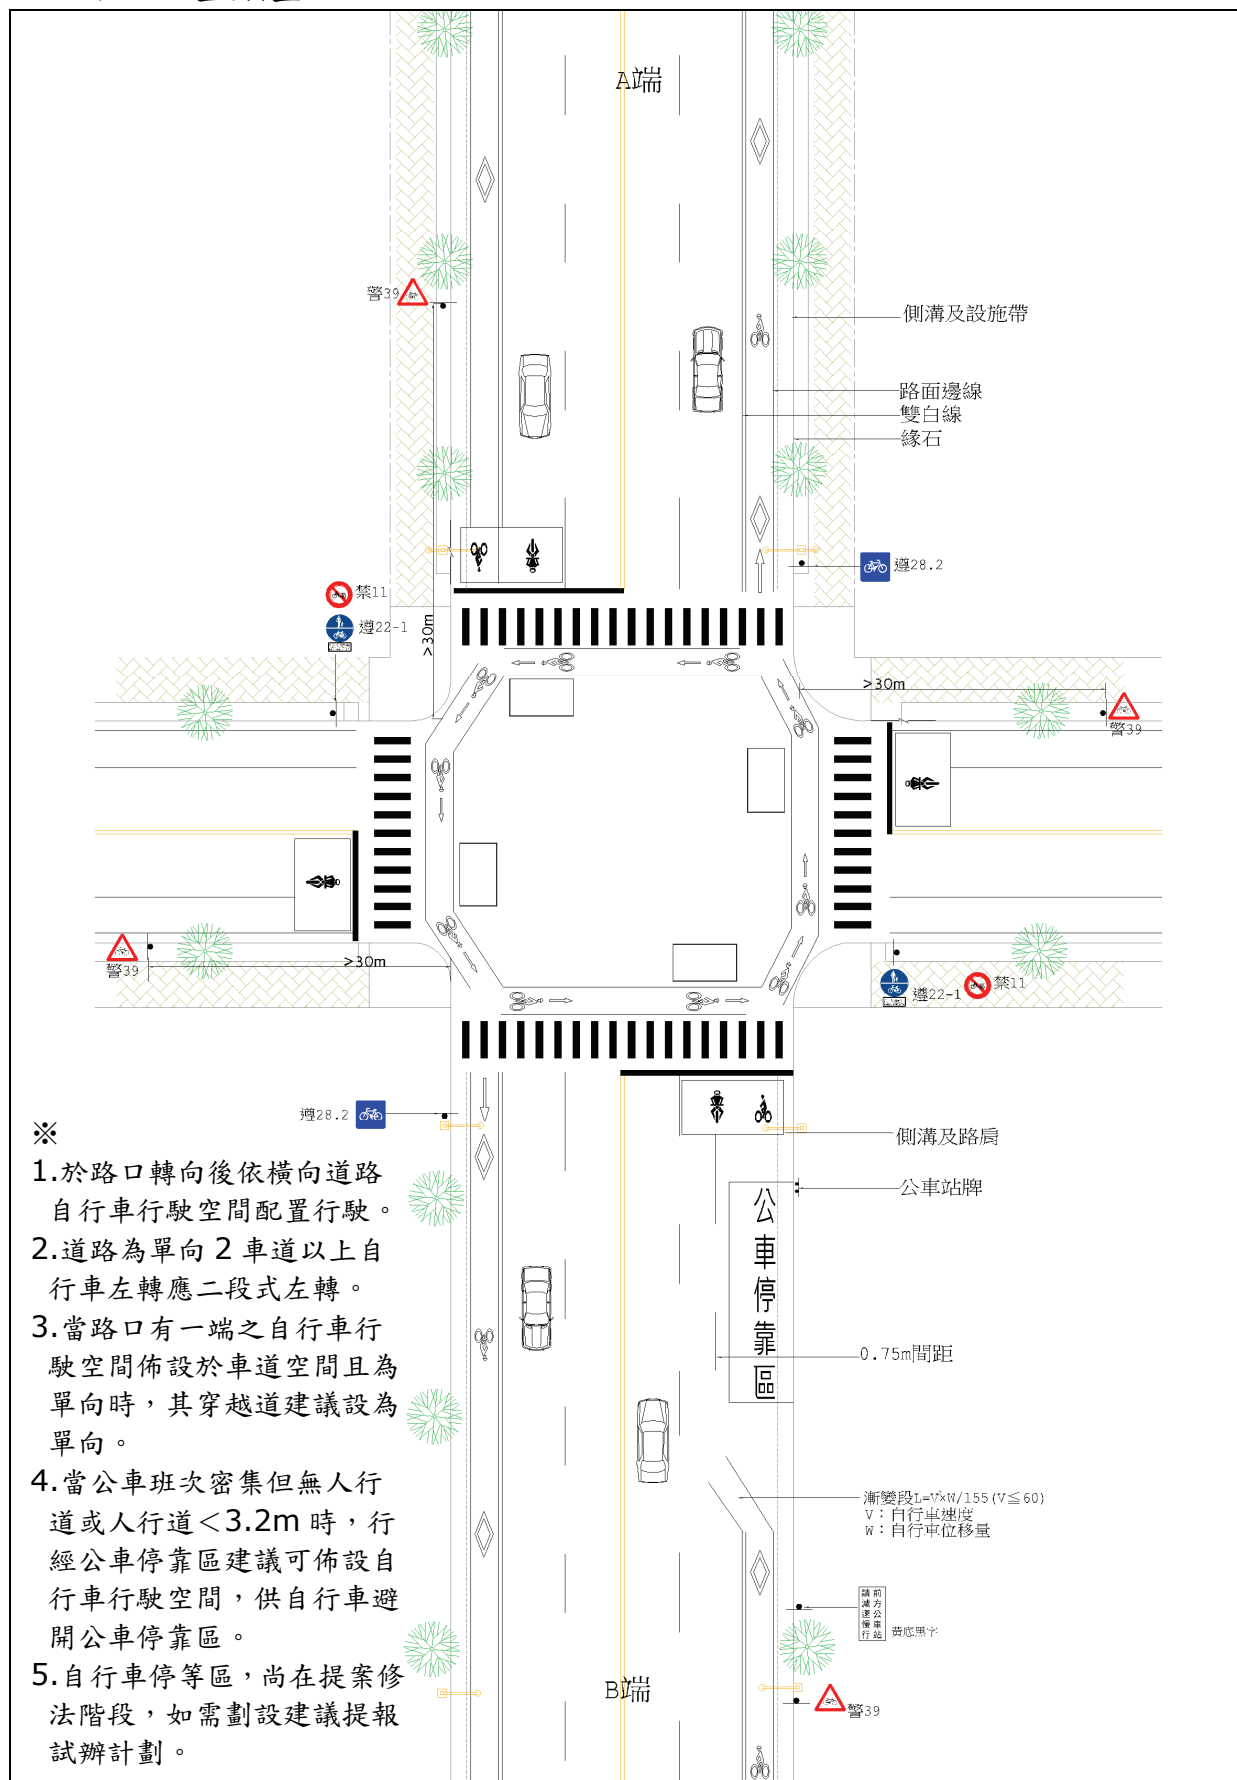 A端
警39
側溝及設施帶
路面邊線
雙白線
緣石
遵28.2
禁11
遵22-1
>30m
>30m
警39
警39
>30m
遵22-1
禁11
遵28.2
側溝及路肩
公車站牌
公車停靠區
0.75m間距
漸變段L=V×W/155(V≦60)
V：自行車速度
W：自行車位移量
前方公車站
請減速慢行
黃底黑字
B端
警39
※
1.於路口轉向後依橫向道路
自行車行駛空間配置行駛。
2.道路為單向 2 車道以上自
行車左轉應二段式左轉。
3.當路口有一端之自行車行
駛空間佈設於車道空間且為
單向時，其穿越道建議設為
單向。
4.當公車班次密集但無人行
道或人行道＜3.2m 時，行
經公車停靠區建議可佈設自
行車行駛空間，供自行車避
開公車停靠區。
5.自行車停等區，尚在提案修
法階段，如需劃設建議提報
試辦計劃。